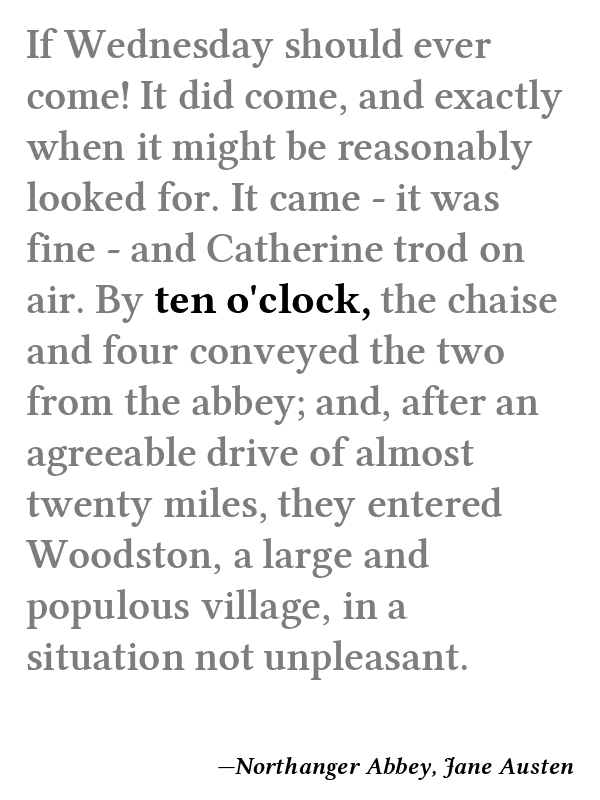 If Wednesday should ever
come! It did come, and exactly
when it might be reasonably
looked for. It came - it was
fine - and Catherine trod on
air. By ten o'clock, the chaise
and four conveyed the two
from the abbey; and, after an
agreeable drive of almost
twenty miles, they entered
Woodston, a large and
populous village, in a
situation not unpleasant.
—Northanger Abbey, Jane Austen